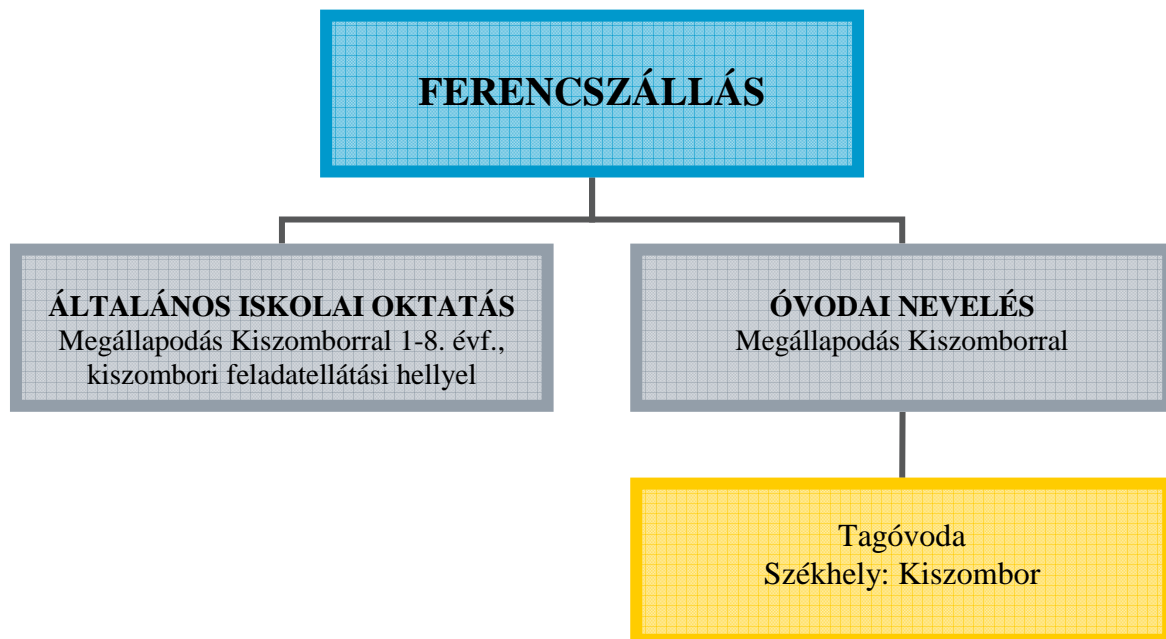 FERENCSZÁLLÁS
ÁLTALÁNOS ISKOLAI OKTATÁS
Megállapodás Kiszomborral 1-8. évf.,
kiszombori feladatellátási hellyel
ÓVODAI NEVELÉS
Megállapodás Kiszomborral
Tagóvoda
Székhely: Kiszombor